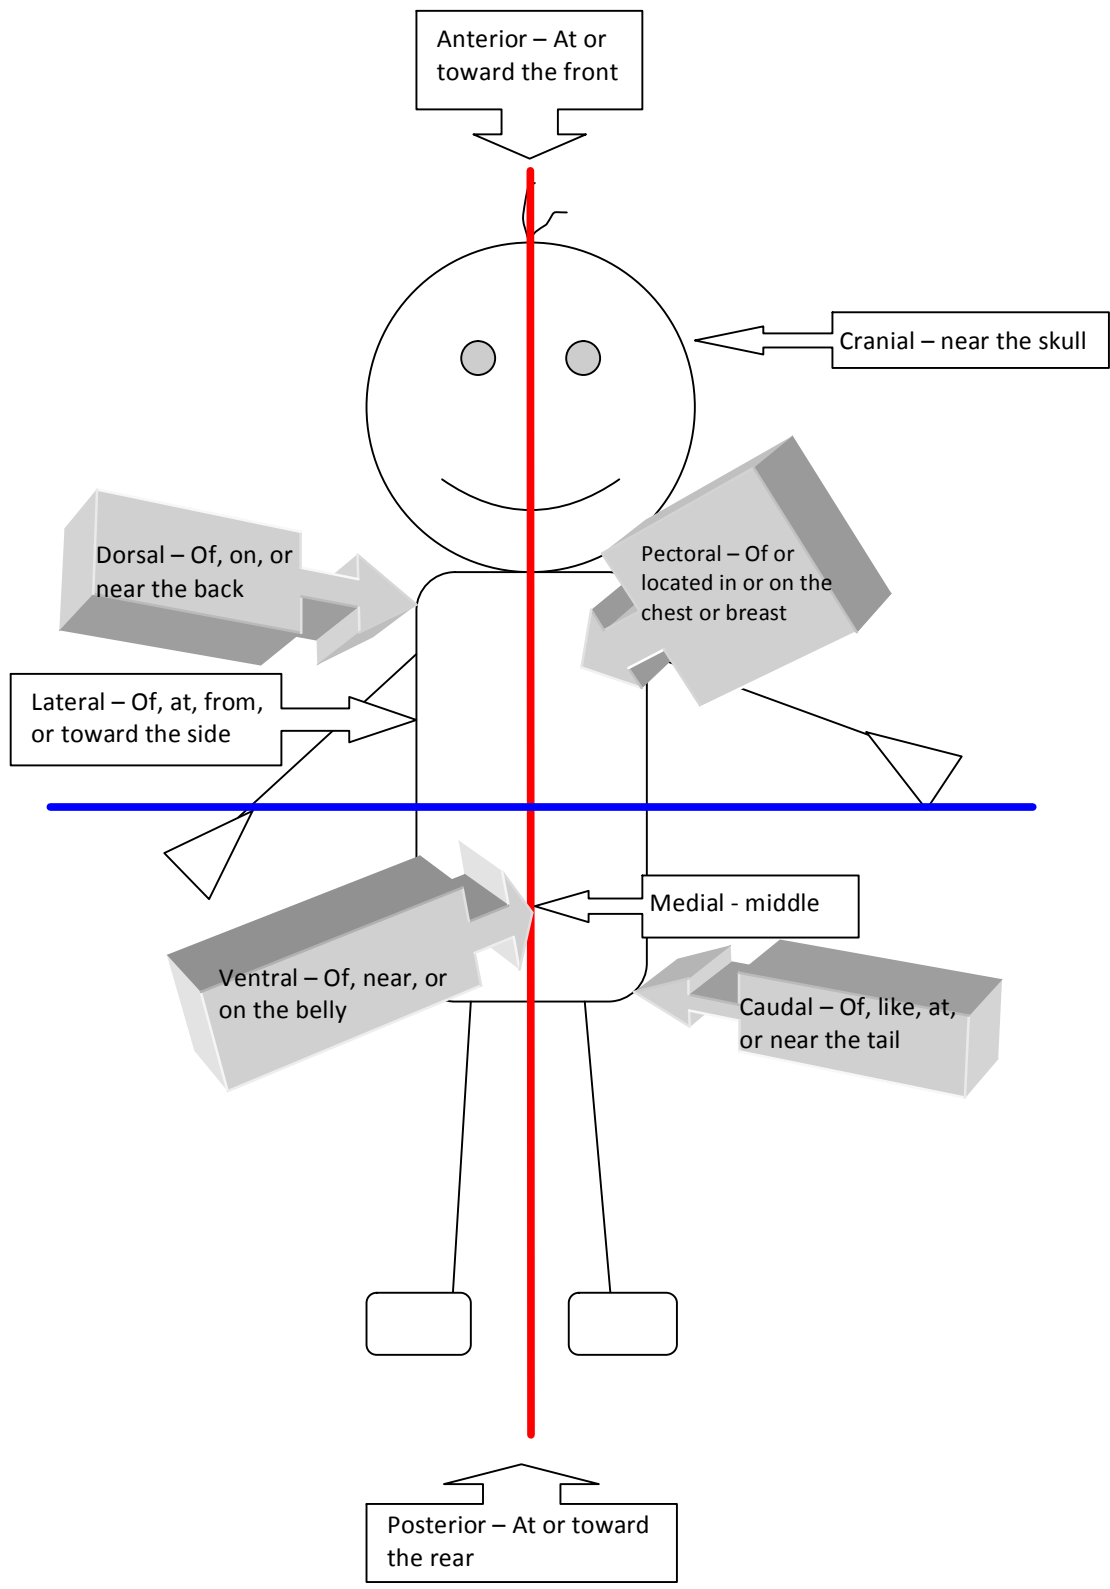 Anterior – At or
toward the front
Cranial – near the skull
Dorsal – Of, on, or
near the back
Pectoral – Of or
located in or on the
chest or breast
Lateral – Of, at, from,
or toward the side
Medial - middle
Ventral – Of, near, or
on the belly
Caudal – Of, like, at,
or near the tail
Posterior – At or toward
the rear